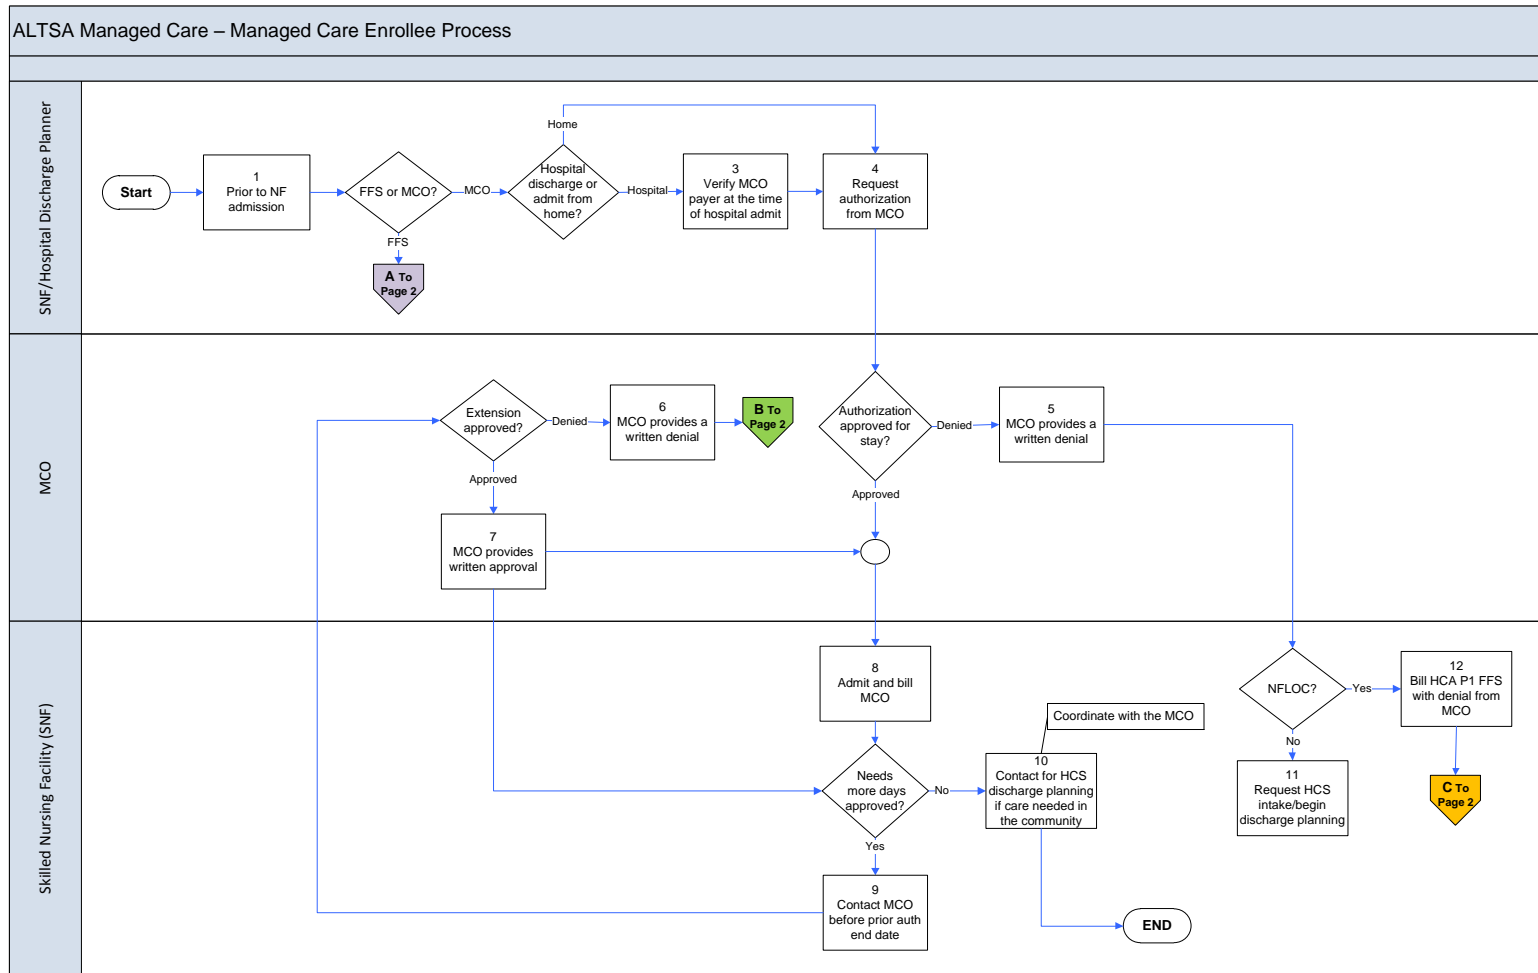 ALTSA Managed Care – Managed Care Enrollee Process
SNF/Hospital Discharge Planner
Start
1
Prior to NF
admission
FFS or MCO?
MCO
FFS
A To
Page 2
Home
Hospital
discharge or
admit from
home?
Hospital
3
Verify MCO
payer at the time
of hospital admit
4
Request
authorization
from MCO
MCO
Extension
approved?
Denied
Approved
6
MCO provides a
written denial
B To
Page 2
7
MCO provides
written approval
Authorization
approved for
stay?
Denied
Approved
5
MCO provides a
written denial
Skilled Nursing Facility (SNF)
8
Admit and bill
MCO
Needs
more days
approved?
No
Yes
9
Contact MCO
before prior auth
end date
Coordinate with the MCO
10
Contact for HCS
discharge planning
if care needed in
the community
END
NFLOC?
Yes
No
11
Request HCS
intake/begin
discharge planning
12
Bill HCA P1 FFS
with denial from
MCO
C To
Page 2